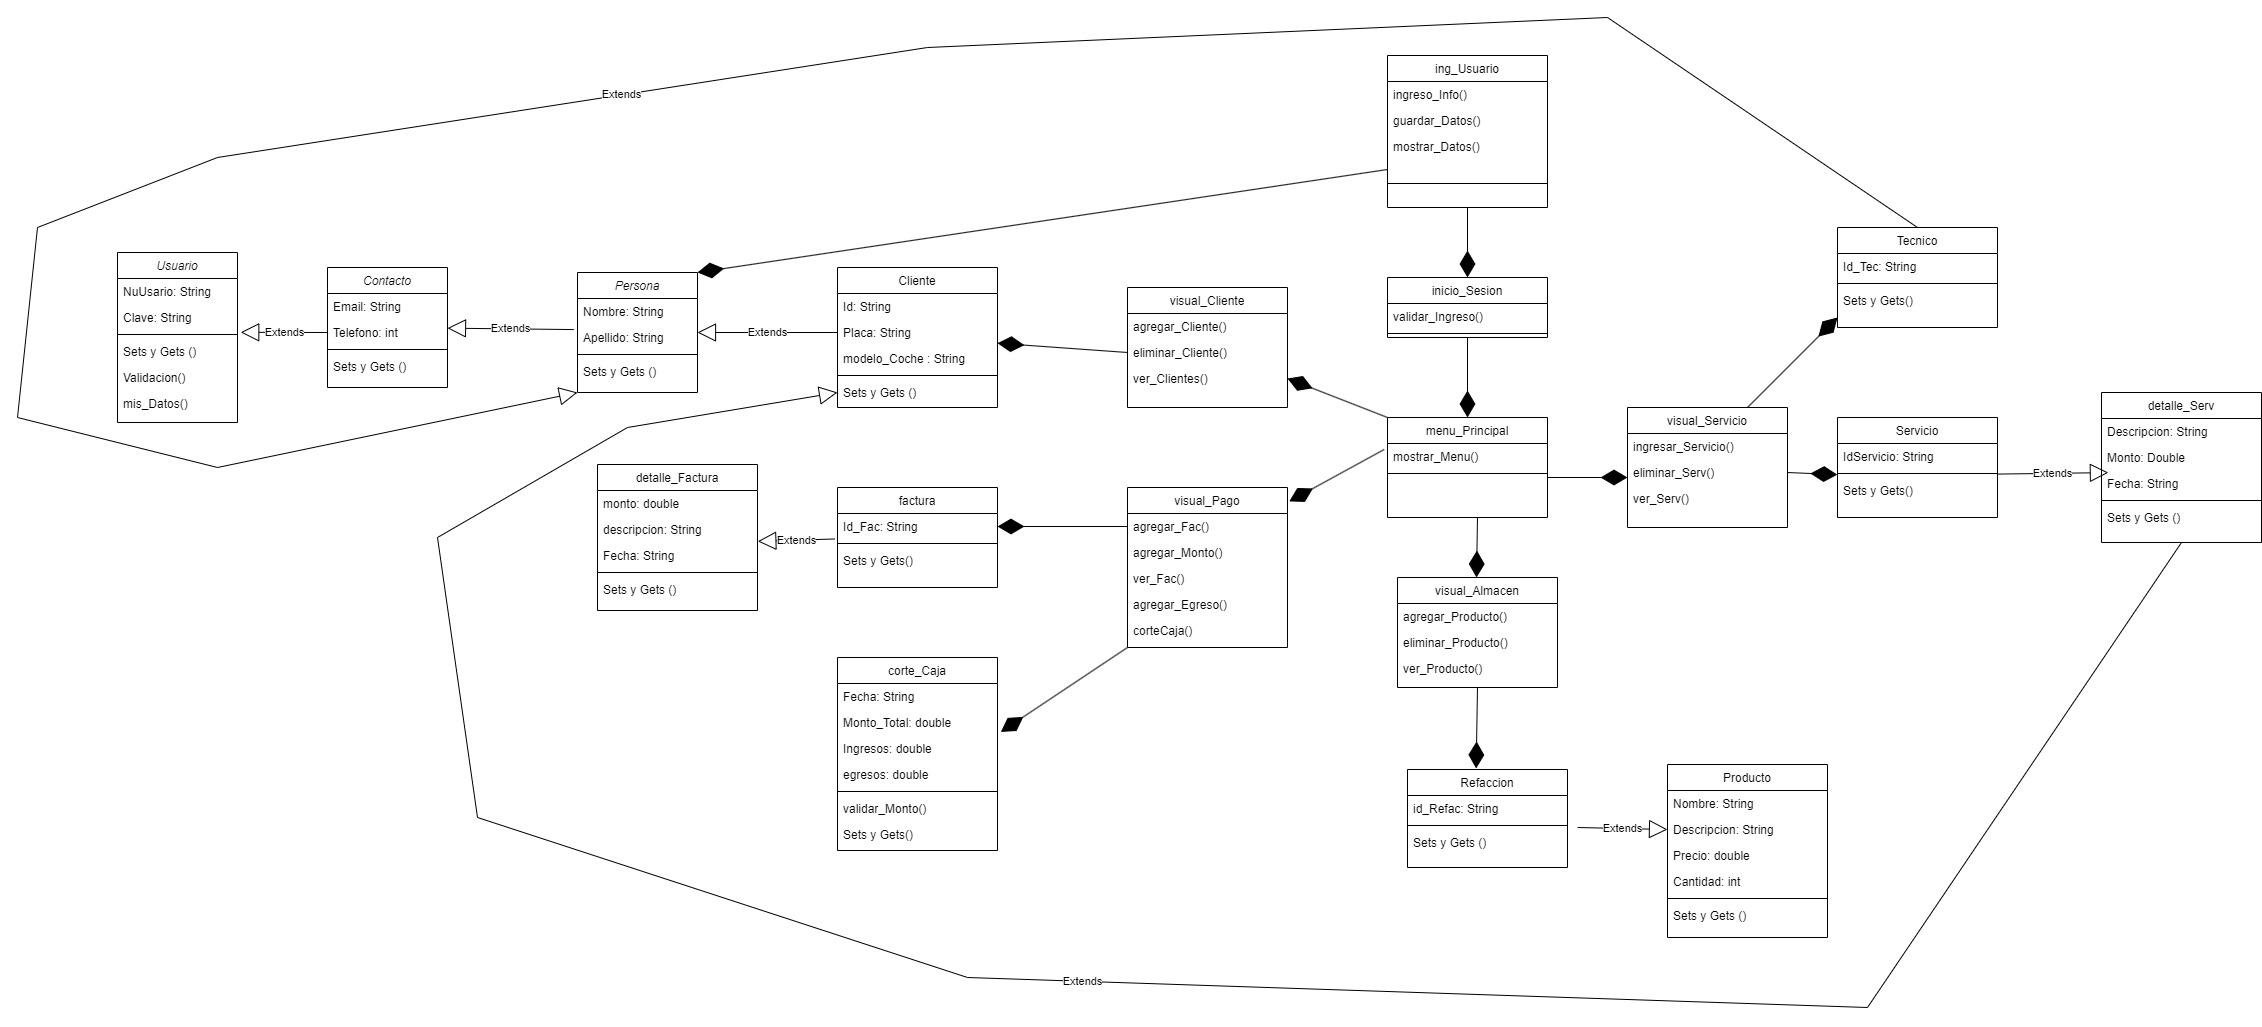 Extends
ing_Usuario
ingreso_Info()
guardar_Datos()
mostrar_Datos()
Tecnico
Id_Tec: String
Sets y Gets()
Usuario
NuUsario: String
Clave: String
Sets y Gets ()
Validacion()
mis_Datos()
Extends
Contacto
Email: String
Telefono: int
Sets y Gets ()
Extends
Persona
Nombre: String
Apellido: String
Sets y Gets ()
Extends
Cliente
Id: String
Placa: String
modelo_Coche : String
Sets y Gets ()
visual_Cliente
agregar_Cliente()
eliminar_Cliente()
ver_Clientes()
inicio_Sesion
validar_Ingreso()
menu_Principal
mostrar_Menu()
visual_Servicio
ingresar_Servicio()
eliminar_Serv()
ver_Serv()
Servicio
IdServicio: String
Sets y Gets()
Extends
detalle_Serv
Descripcion: String
Monto: Double
Fecha: String
Sets y Gets ()
detalle_Factura
monto: double
descripcion: String
Fecha: String
Sets y Gets ()
Extends
factura
Id_Fac: String
Sets y Gets()
visual_Pago
agregar_Fac()
agregar_Monto()
ver_Fac()
agregar_Egreso()
corteCaja()
visual_Almacen
agregar_Producto()
eliminar_Producto()
ver_Producto()
corte_Caja
Fecha: String
Monto_Total: double
Ingresos: double
egresos: double
validar_Monto()
Sets y Gets()
Refaccion
id_Refac: String
Sets y Gets ()
Extends
Producto
Nombre: String
Descripcion: String
Precio: double
Cantidad: int
Sets y Gets ()
Extends